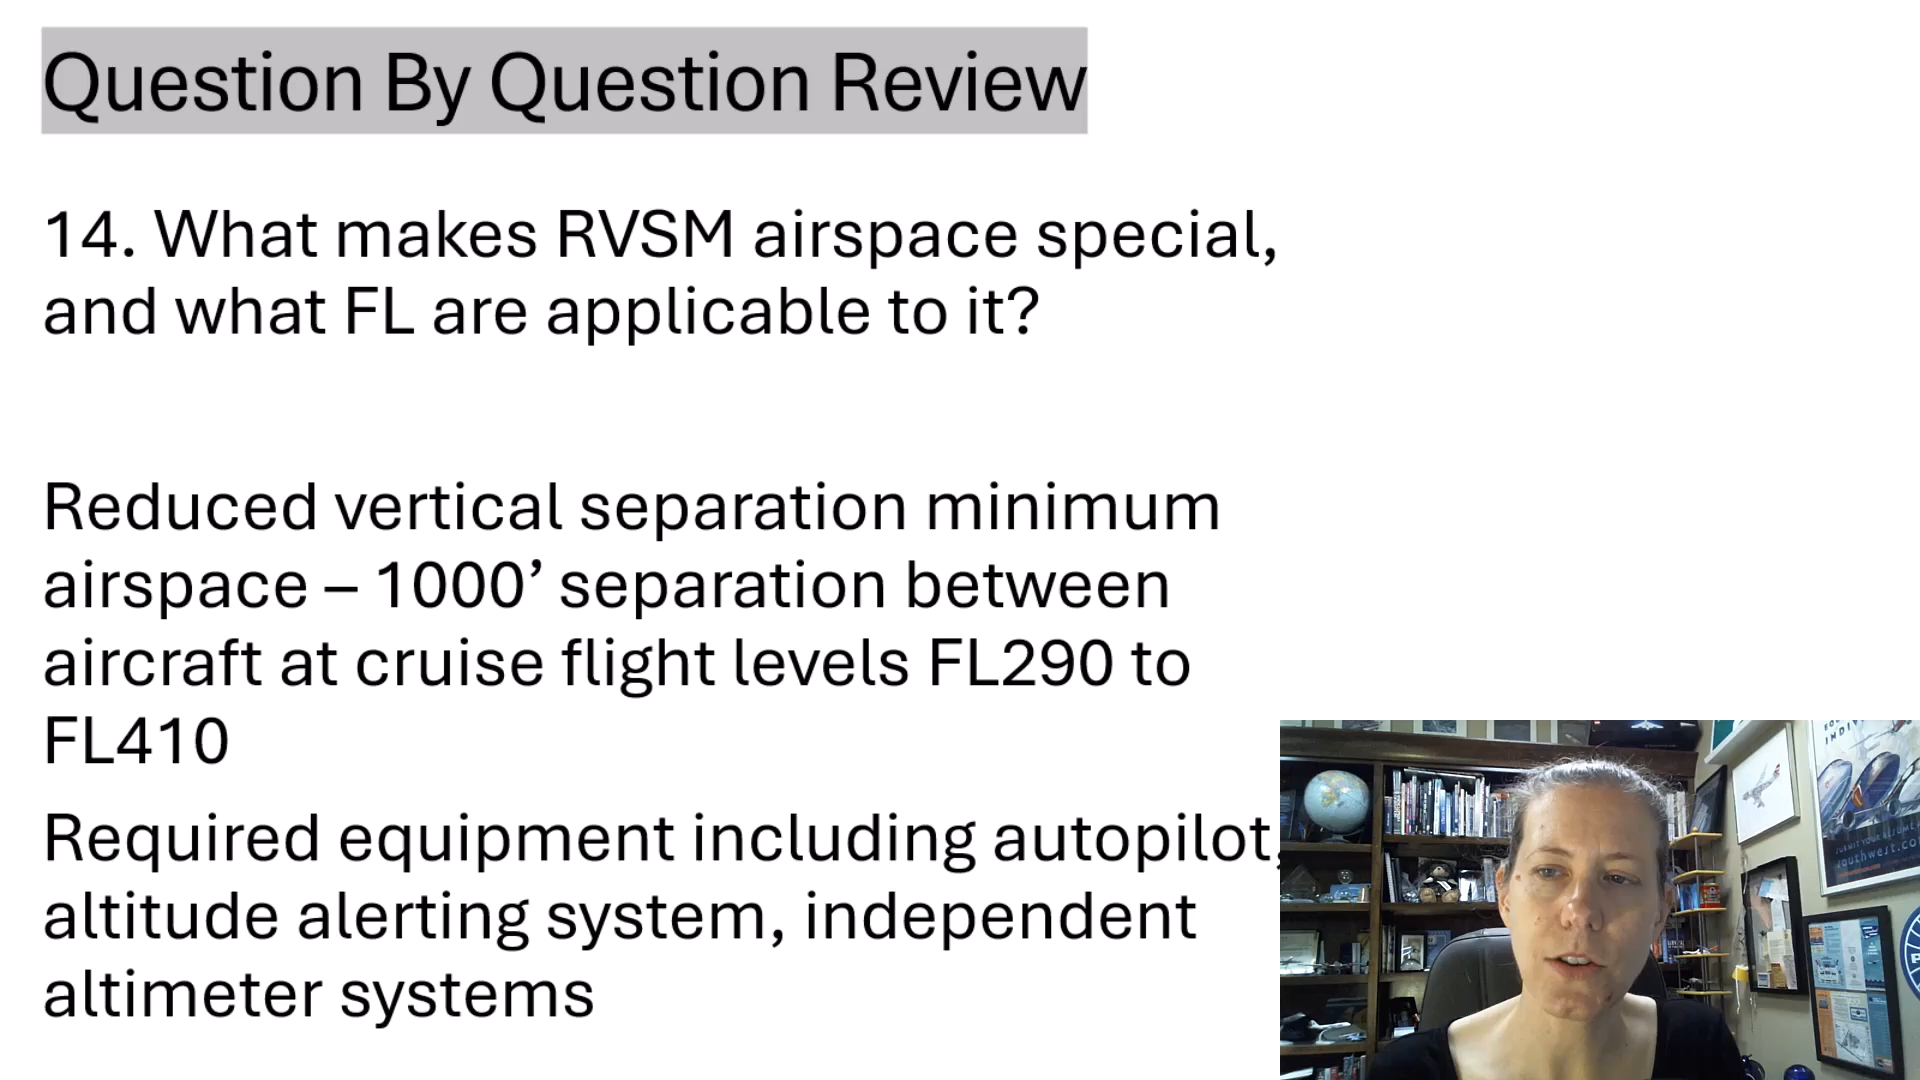 Question By Question Review
14. What makes RVSM airspace special,
and what FL are applicable to it?
Reduced vertical separation minimum
airspace – 1000’ separation between
aircraft at cruise flight levels FL290 to
FL410
Required equipment including autopilot,
altitude alerting system, independent
altimeter systems
southwest.co